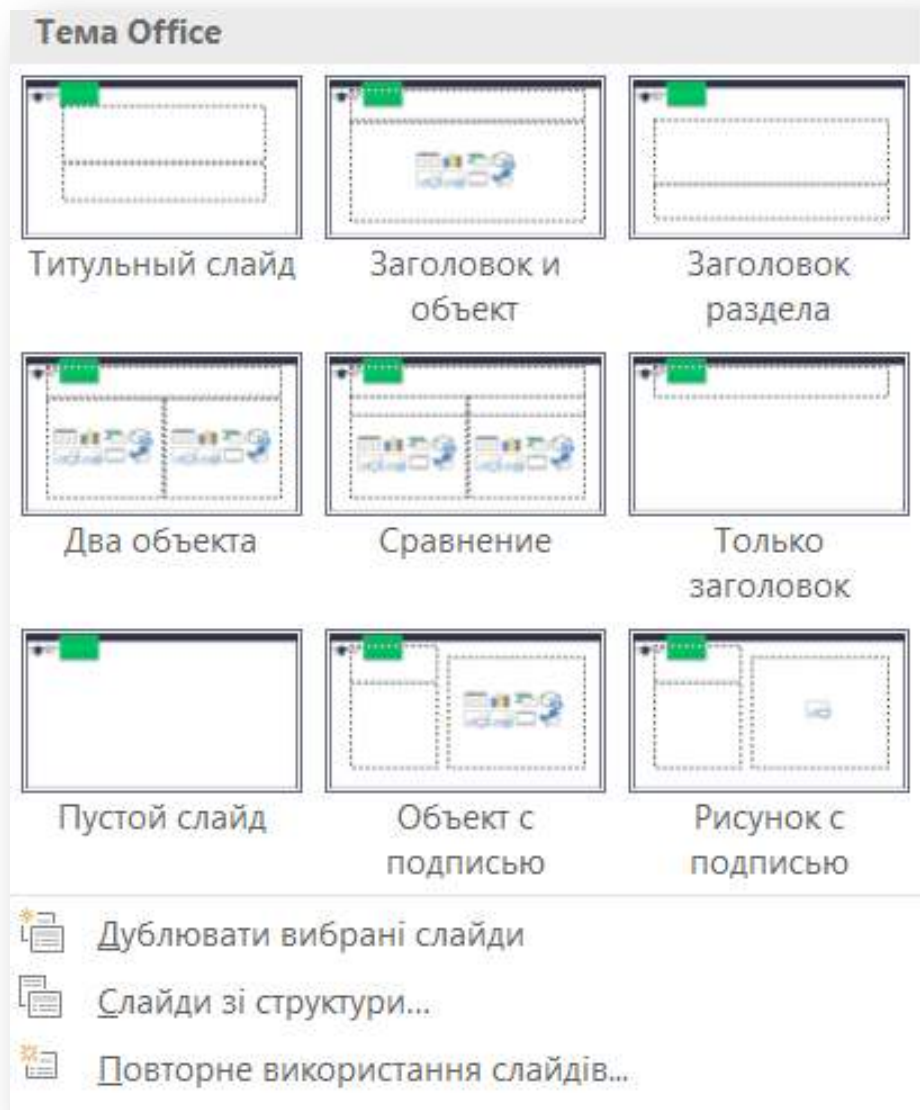 Тема Office
Титульный слайд
Заголовок и
объект
Заголовок
раздела
Два объекта
Сравнение
Только
заголовок
Пустой слайд
Объект с
подписью
Рисунок с
подписью
Дублювати вибрані слайди
Слайди зі структури...
Повторне використання слайдів...